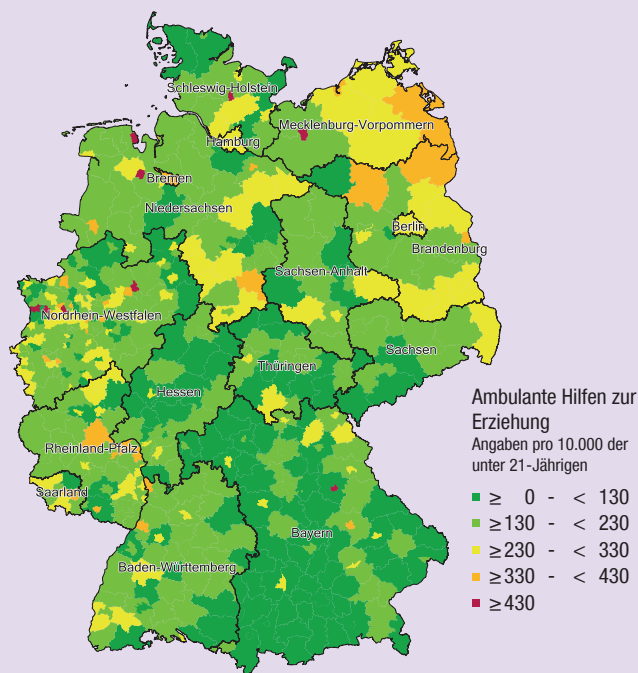 Schleswig-Holstein
Mecklenburg-Vorpommern
Hamburg
Bremen
Niedersachsen
Berlin
Brandenburg
Sachsen-Anhalt
Nordrhein-Westfalen
Sachsen
Thüringen
Hessen
Rheinland-Pfalz
Saarland
Bayern
Baden-Württemberg
Ambulante Hilfen zur
Erziehung
Angaben pro 10.000 der
unter 21-Jährigen
≥ 0 - < 130
≥130 - < 230
≥230 - < 330
≥330 - < 430
≥430